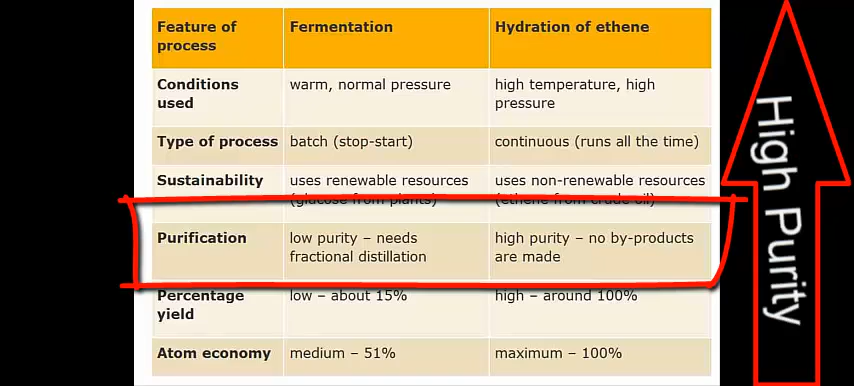 Feature of Fermentation Hydration of ethene
process
Conditions warm, normal pressure high temperature, high
used pressure
Type of process batch (stop-start) continuous (runs all the time)
Sustainability uses renewable resources uses non-renewable resources
(glucose from plants) (ethene from crude oil)
Purification low purity – needs high purity – no by-products
fractional distillation are made
Percentage low – about 15% high – around 100%
yield
Atom economy medium – 51% maximum – 100%
High Purity